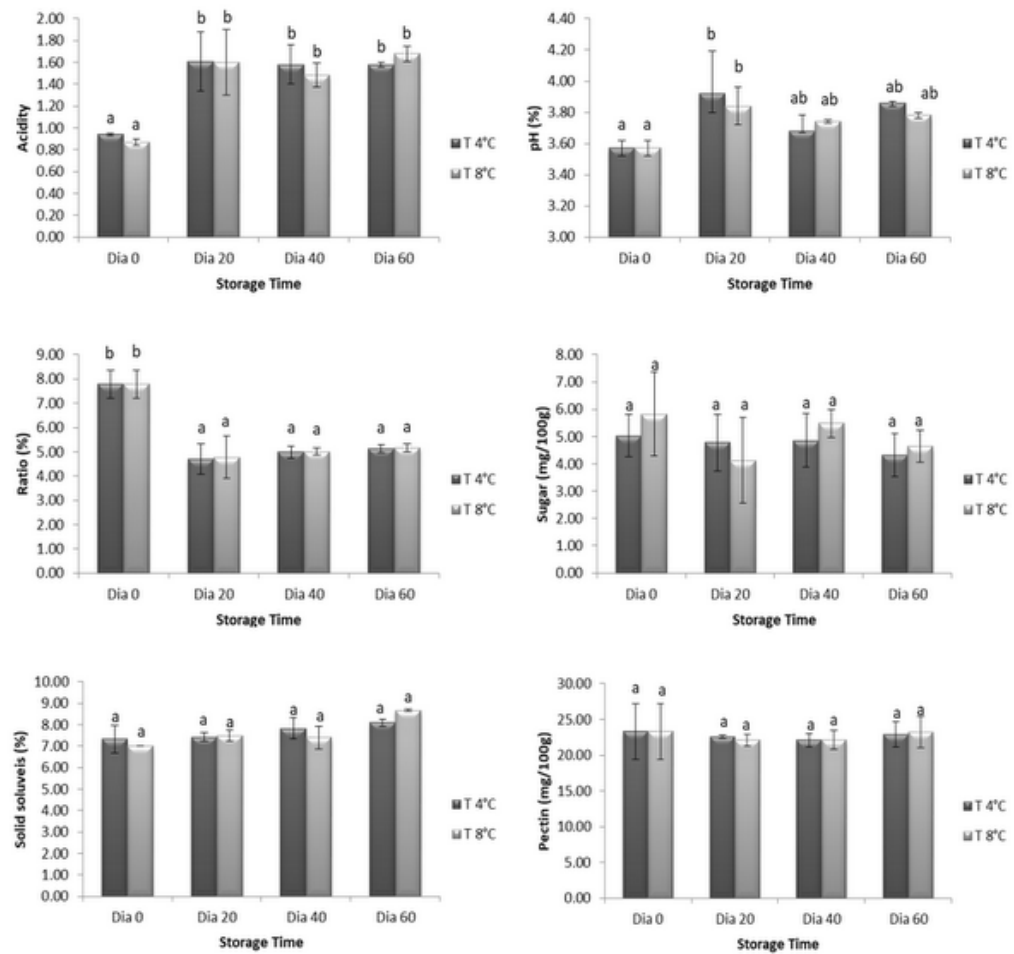 2.00
1.80
1.60
1.40
1.20
1.00
0.80
0.60
0.40
0.20
0.00
Acidity
a a
b b
b b
b b
Dia 0 Dia 20 Dia 40 Dia 60
Storage Time
T 4°C
T 8°C
4.40
4.20
4.00
3.80
3.60
3.40
3.20
3.00
pH (%)
a a
b b
ab ab
ab ab
Dia 0 Dia 20 Dia 40 Dia 60
Storage Time
T 4°C
T 8°C
9.00
8.00
7.00
6.00
5.00
4.00
3.00
2.00
1.00
0.00
Ratio (%)
b b
a a
a a
a a
Dia 0 Dia 20 Dia 40 Dia 60
Storage Time
T 4°C
T 8°C
8.00
7.00
6.00
5.00
4.00
3.00
2.00
1.00
0.00
Sugar (mg/100g)
a a
a a
a a
a a
Dia 0 Dia 20 Dia 40 Dia 60
Storage Time
T 4°C
T 8°C
10.00
9.00
8.00
7.00
6.00
5.00
4.00
3.00
2.00
1.00
0.00
Solid soluveis (%)
a a
a a
a a
a a
Dia 0 Dia 20 Dia 40 Dia 60
Storage Time
T 4°C
T 8°C
30.00
25.00
20.00
15.00
10.00
5.00
0.00
Pectin (mg/100g)
a a
a a
a a
a a
Dia 0 Dia 20 Dia 40 Dia 60
Storage Time
T 4°C
T 8°C